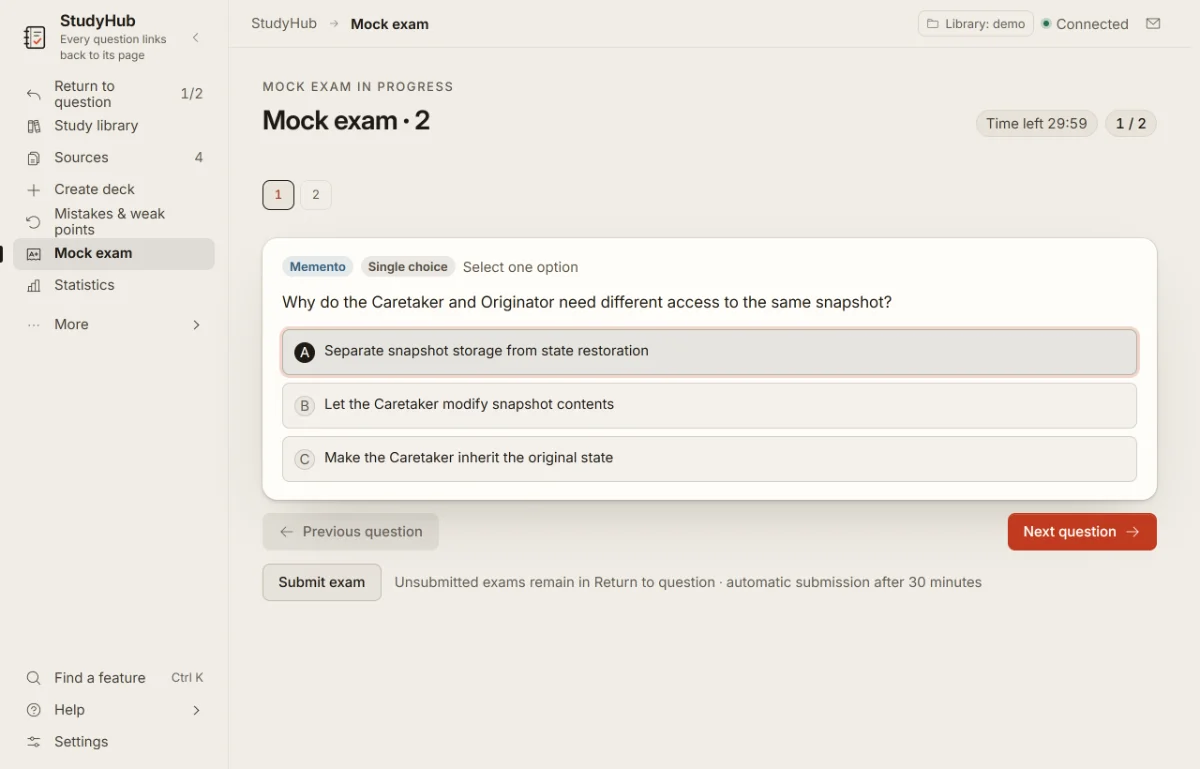 StudyHub
Every question links
back to its page
Return to
question
1/2
Study library
Sources
4
Create deck
Mistakes & weak
points
Mock exam
Statistics
More
Find a feature
Ctrl K
Help
Settings
StudyHub → Mock exam
Library: demo
Connected
MOCK EXAM IN PROGRESS
Mock exam · 2
Time left 29:59
1 / 2
1
2
Memento
Single choice
Select one option
Why do the Caretaker and Originator need different access to the same snapshot?
A Separate snapshot storage from state restoration
B Let the Caretaker modify snapshot contents
C Make the Caretaker inherit the original state
← Previous question
Next question →
Submit exam
Unsubmitted exams remain in Return to question · automatic submission after 30 minutes